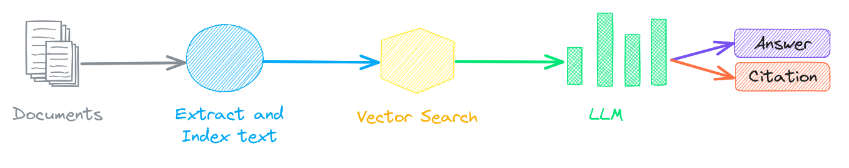 Documents
Extract and
Index text
Vector Search
LLM
Answer
Citation